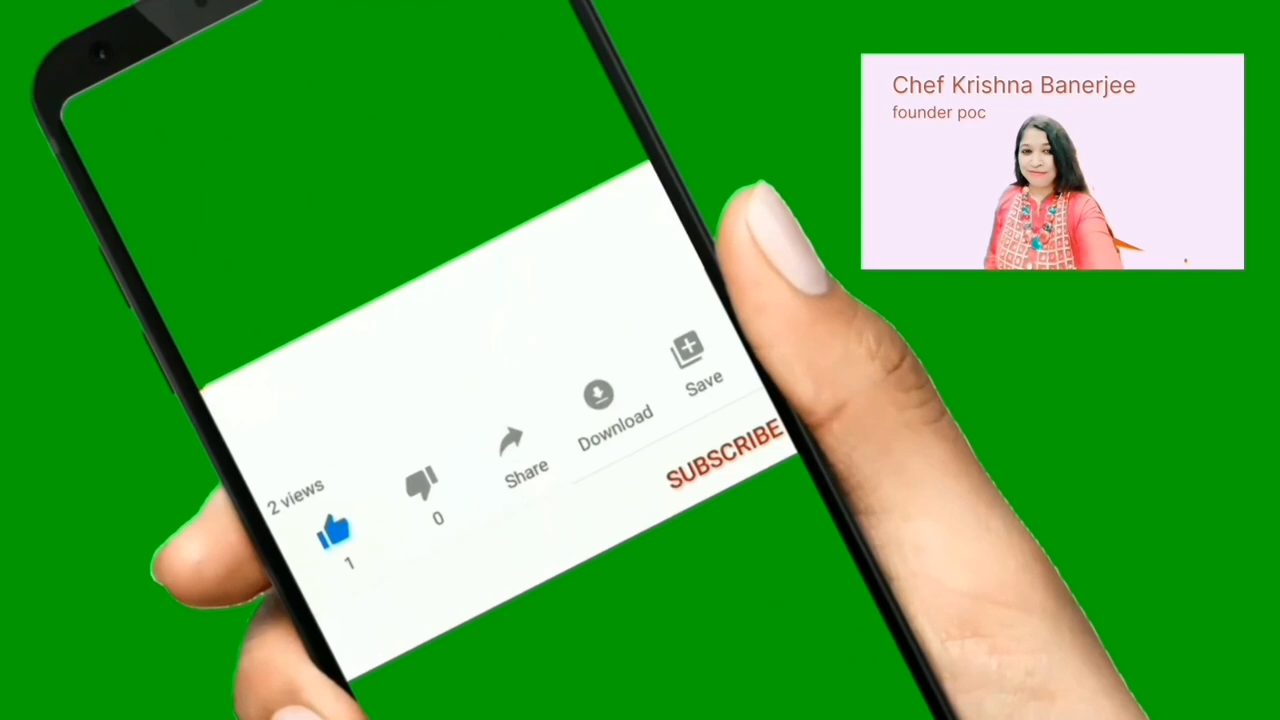 Chef Krishna Banerjee
founder poc
2 views
1
0
Share
Download
Save
SUBSCRIBE